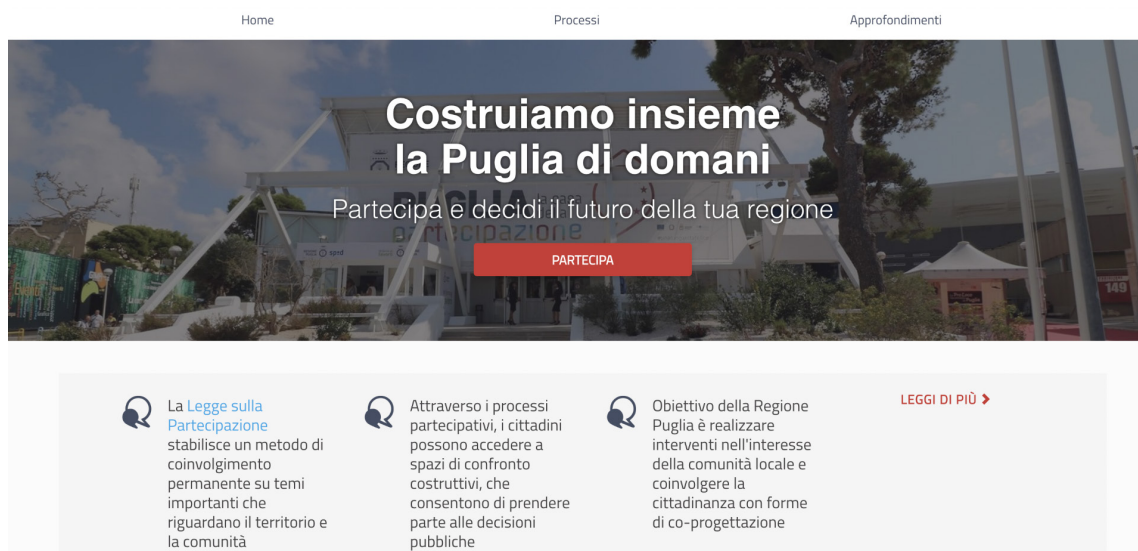 Home
Processi
Approfondimenti
Costruiamo insieme
la Puglia di domani
Partecipa e decidi il futuro della tua regione
PUGLIA
partecipazione
PARTECIPA
149
La Legge sulla
Partecipazione
stabilisce un metodo di
coinvolgimento
permanente su temi
importanti che
riguardano il territorio e
la comunità
Attraverso i processi
partecipativi, i cittadini
possono accedere a
spazi di confronto
costruttivi, che
consentono di prendere
parte alle decisioni
pubbliche
Obiettivo della Regione
Puglia è realizzare
interventi nell'interesse
della comunità locale e
coinvolgere la
cittadinanza con forme
di co-progettazione
LEGGI DI PIÙ